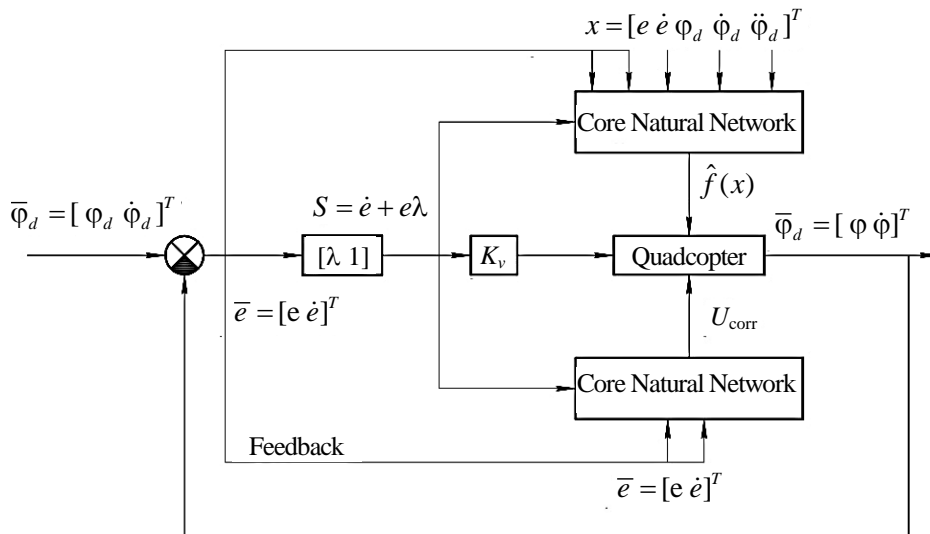 x = [e ė φ_d φ̇_d φ̈_d]^T
Core Natural Network
f̂(x)
S = ė + eλ
φ̅_d = [φ_d φ̇_d]^T
φ̅_d = [φ φ̇]^T
[λ 1]
K_v
Quadcopter
e̅ = [e ė]^T
U_corr
Core Natural Network
Feedback
e̅ = [e ė]^T